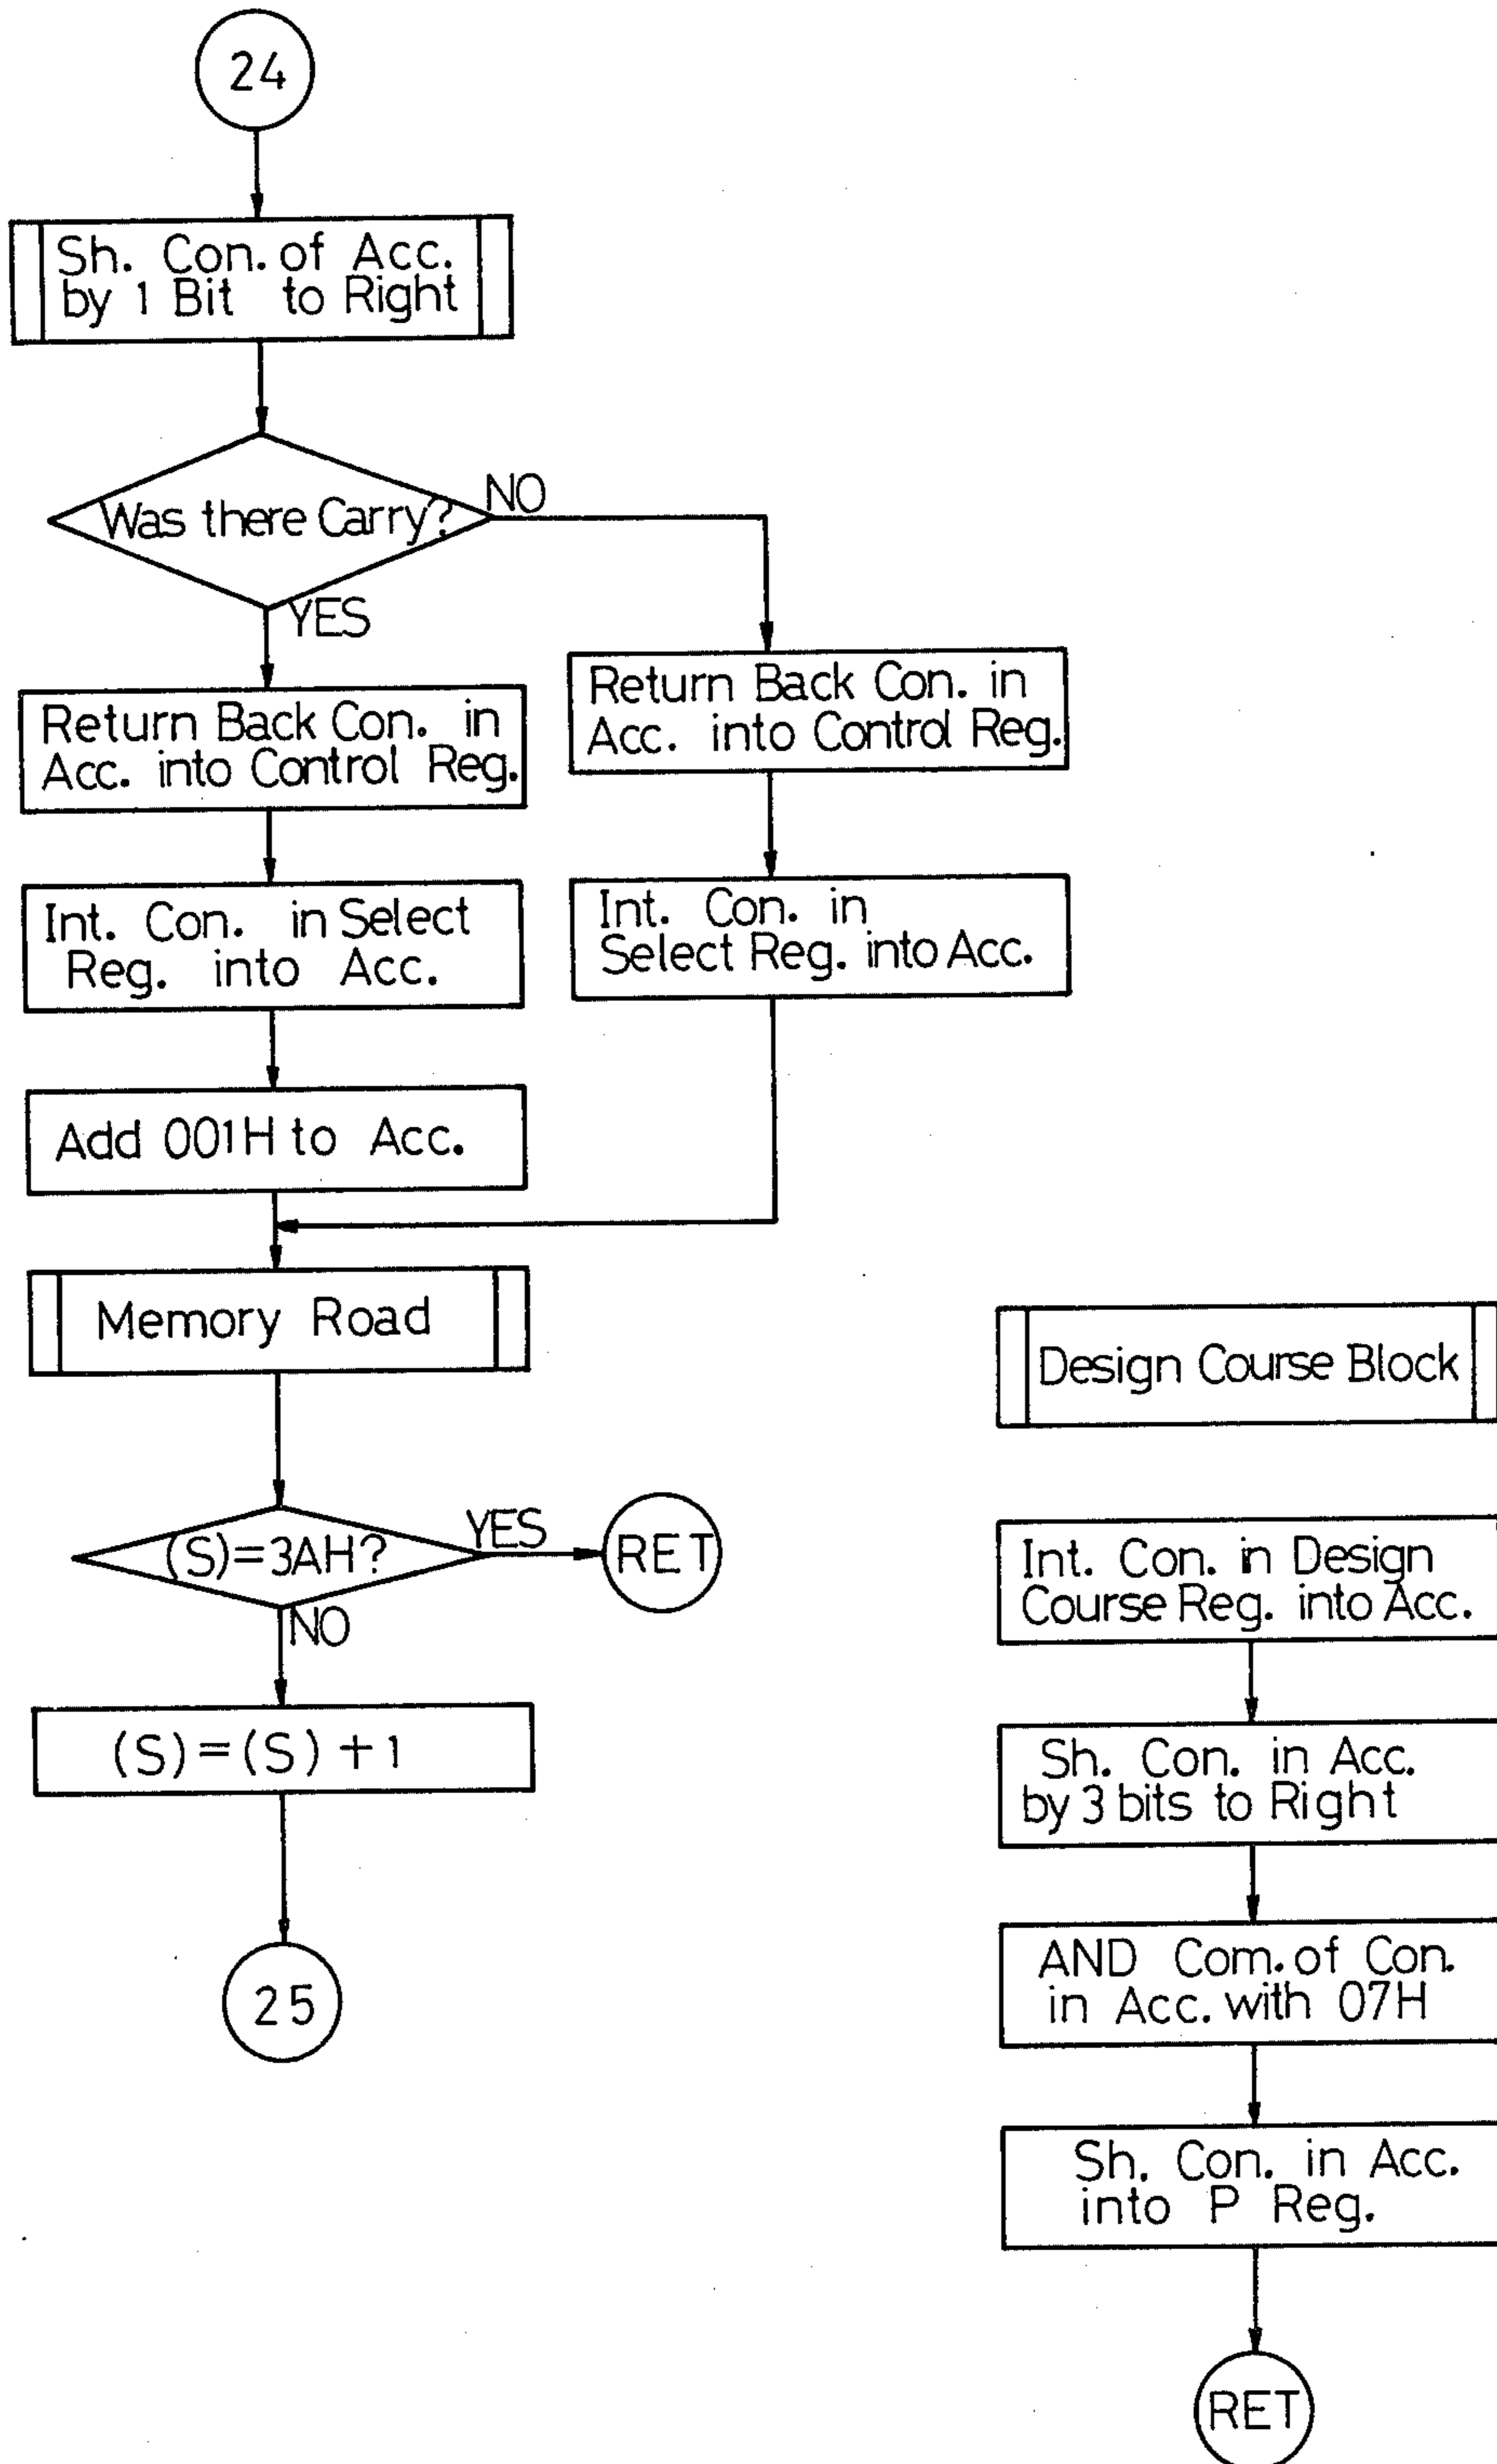 24
Sh. Con. of Acc.
by 1 Bit to Right
Was there Carry?
NO
YES
Return Back Con. in
Acc. into Control Reg.
Return Back Con. in
Acc. into Control Reg.
Int. Con. in Select
Reg. into Acc.
Int. Con. in
Select Reg. into Acc.
Add 001H to Acc.
Memory Road
(S)=3AH?
YES
RET
NO
(S)=(S)+1
25
Design Course Block
Int. Con. in Design
Course Reg. into Acc.
Sh. Con. in Acc.
by 3 bits to Right
AND Com. of Con.
in Acc. with 07H
Sh. Con. in Acc.
into P Reg.
RET